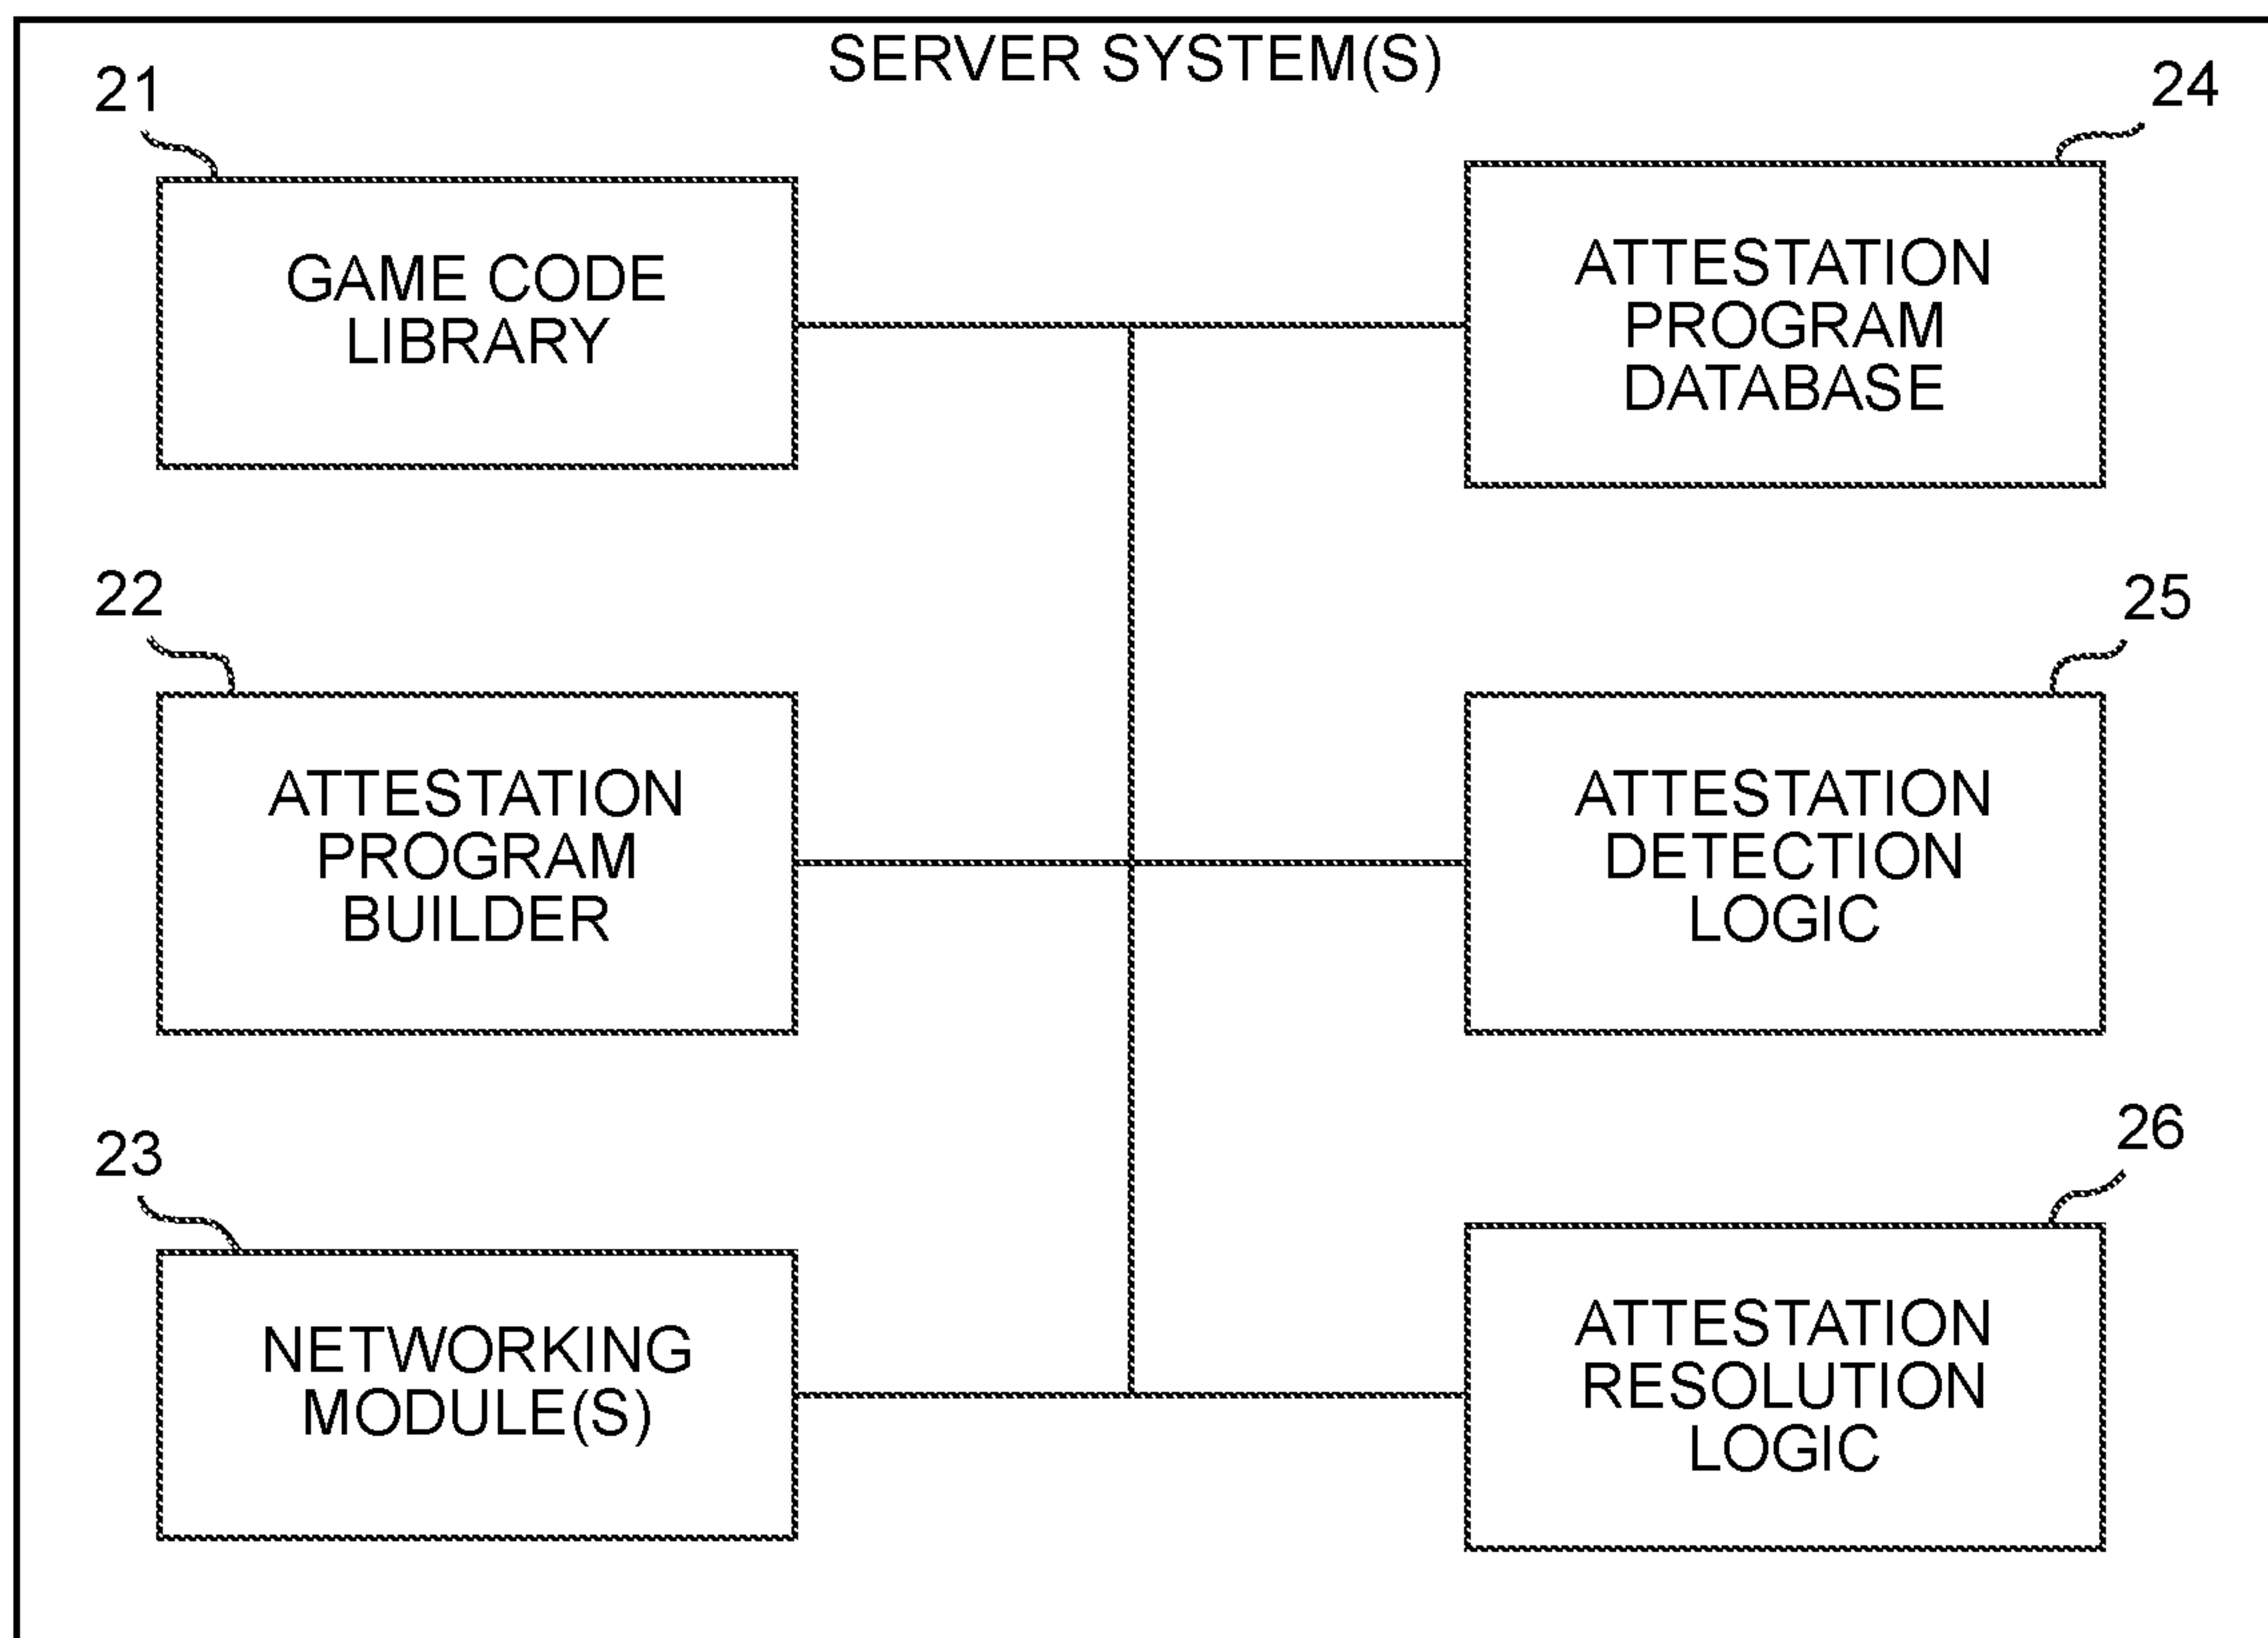 SERVER SYSTEM(S)
21
GAME CODE
LIBRARY
24
ATTESTATION
PROGRAM
DATABASE
22
ATTESTATION
PROGRAM
BUILDER
25
ATTESTATION
DETECTION
LOGIC
23
NETWORKING
MODULE(S)
26
ATTESTATION
RESOLUTION
LOGIC